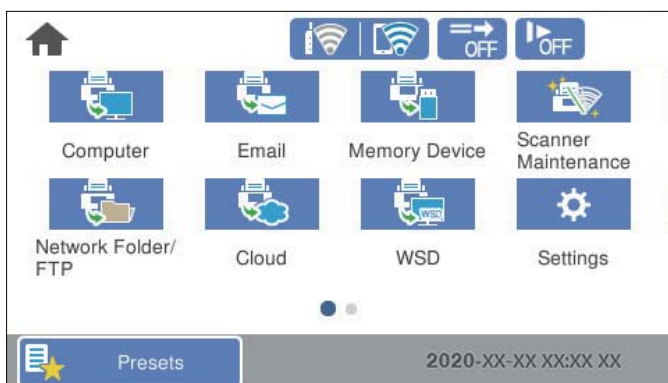 OFF
OFF
Computer
Email
Memory Device
Scanner
Maintenance
Network Folder/
FTP
Cloud
WSD
WSD
Settings
Presets
2020-XX-XX XX:XX XX